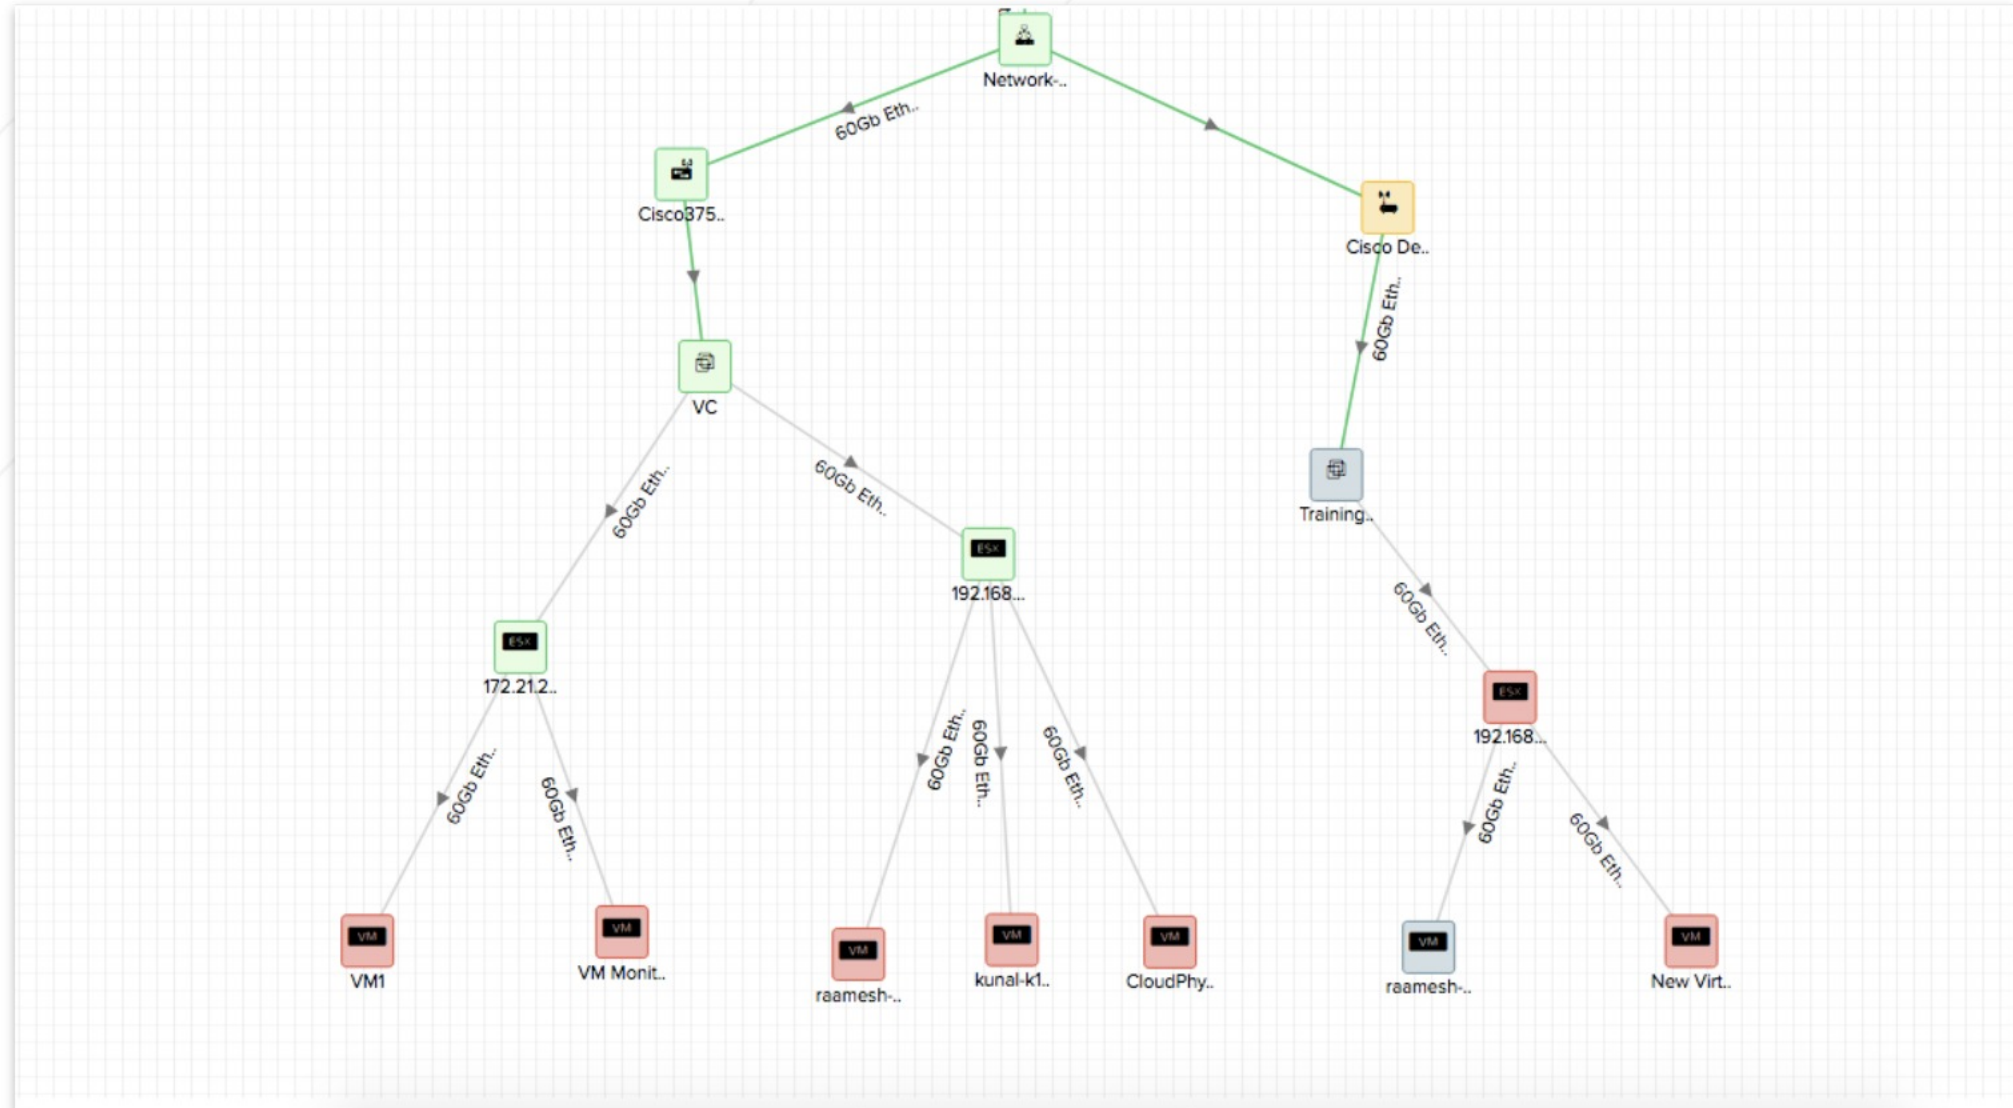 Network-..
60Gb Eth..
Cisco375..
Cisco De..
60Gb Eth..
VC
60Gb Eth..
60Gb Eth..
Training..
ESX
192.168...
60Gb Eth..
ESX
172.21.2..
ESX
192.168...
60Gb Eth..
60Gb Eth..
60Gb Eth..
60Gb Eth..
60Gb Eth..
60Gb Eth..
60Gb Eth..
VM
VM1
VM
VM Monit..
VM
raamesh-..
VM
kunal-k1..
VM
CloudPhy..
VM
raamesh-..
VM
New Virt..